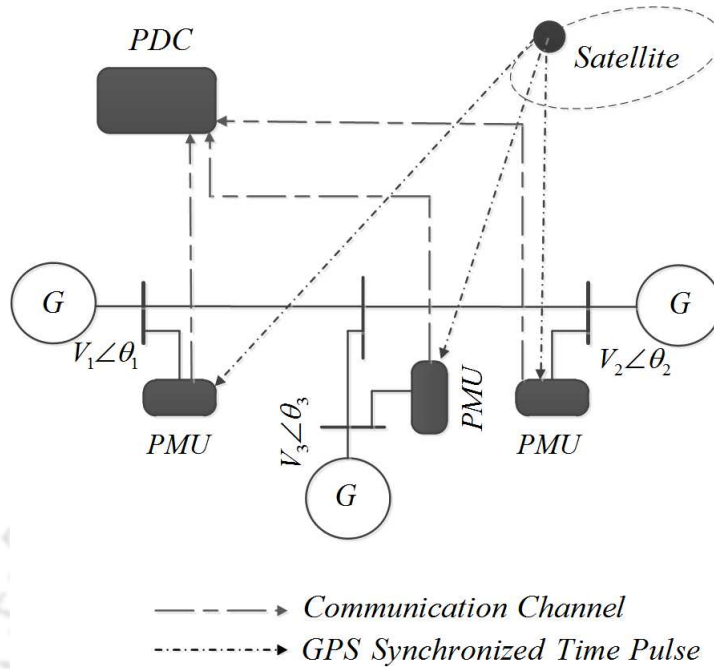 PDC
Satellite
G
G
V₁∠θ₁
V₂∠θ₂
PMU
V₃∠θ₃
PMU
PMU
G
Communication Channel
GPS Synchronized Time Pulse